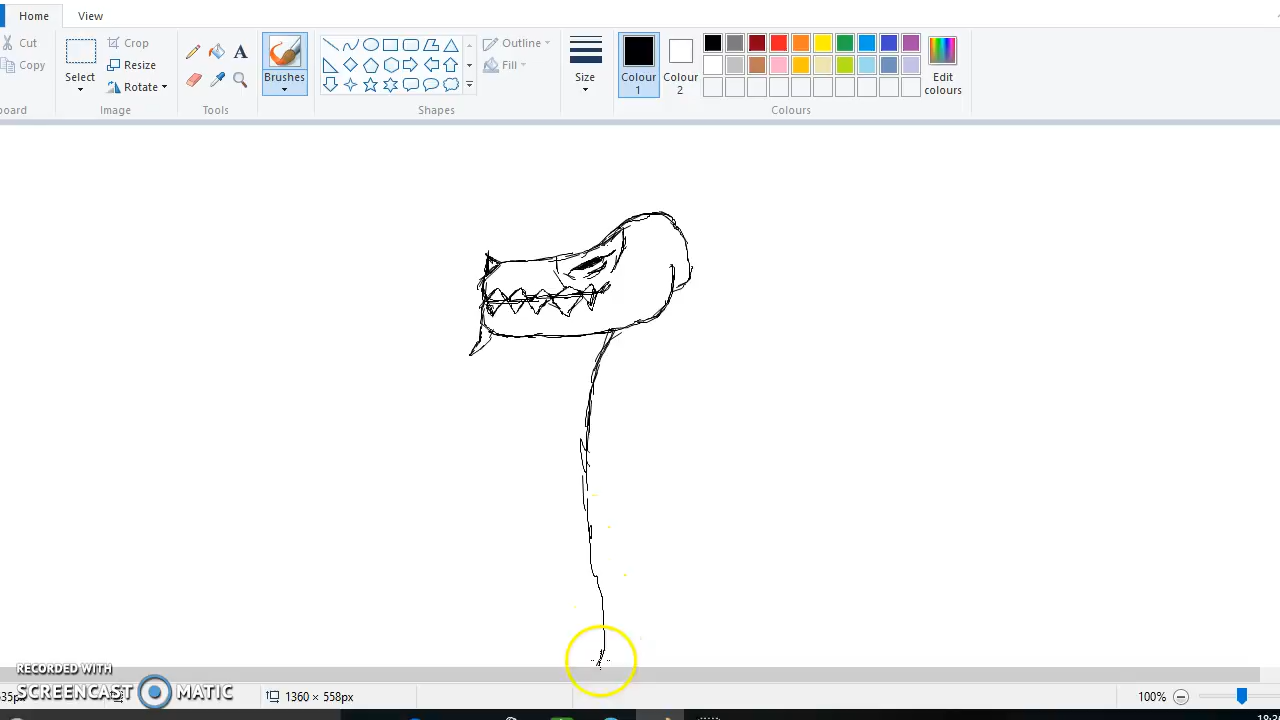 Home View
Cut Crop Outline
Copy Resize Fill
Select Rotate Brushes Size Colour 1 Colour 2 Edit colours
Image Tools Shapes Colours
RECORDED WITH
SCREENCAST MATIC
1360 × 558px 100%